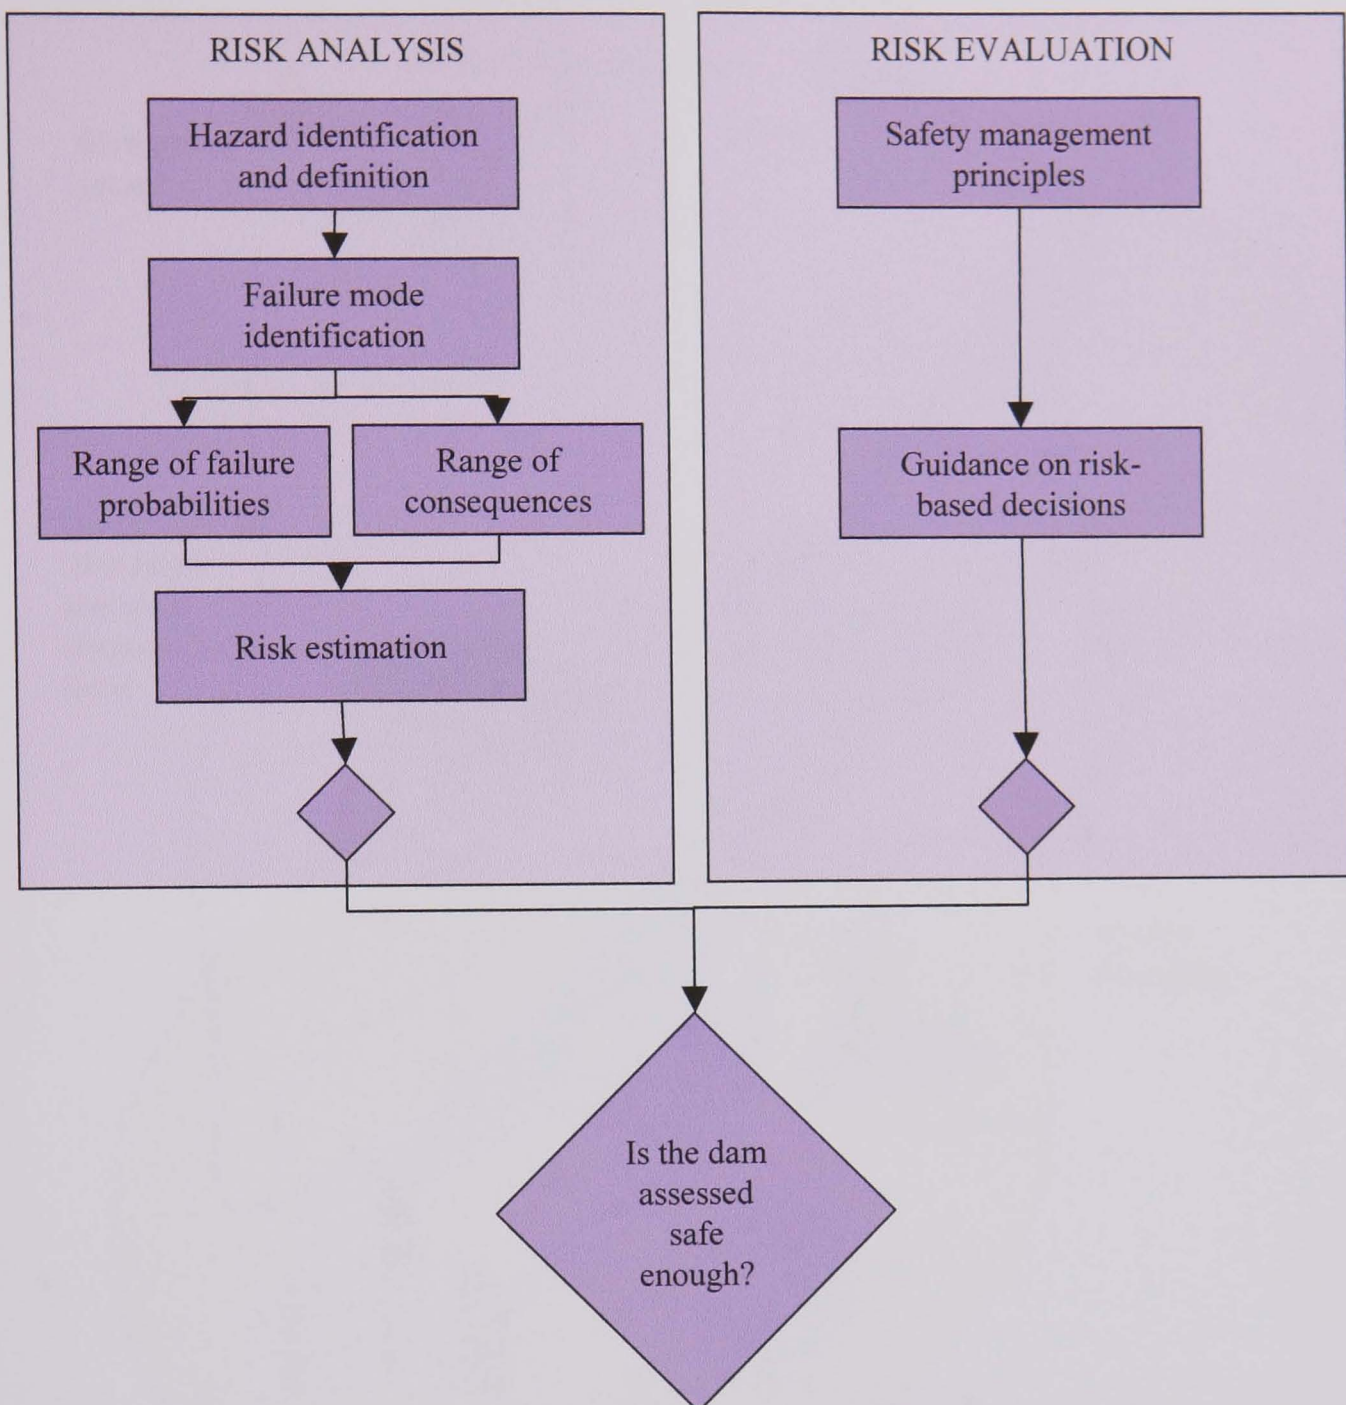 RISK ANALYSIS
Hazard identification
and definition
Failure mode
identification
Range of failure
probabilities
Range of
consequences
Risk estimation
RISK EVALUATION
Safety management
principles
Guidance on risk-
based decisions
Is the dam
assessed
safe
enough?